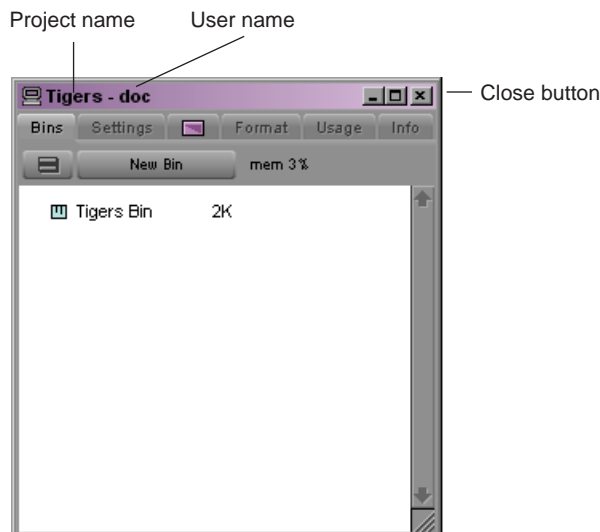 Project name
User name
Tigers - doc
Close button
Bins Settings Format Usage Info
New Bin mem 3%
Tigers Bin 2K